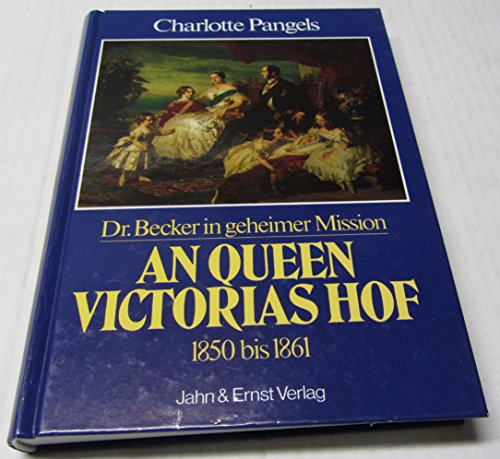 Charlotte Pangels
Dr. Becker in geheimer Mission
AN QUEEN
VICTORIAS HOF
1850 bis 1861
Jahn & Ernst Verlag